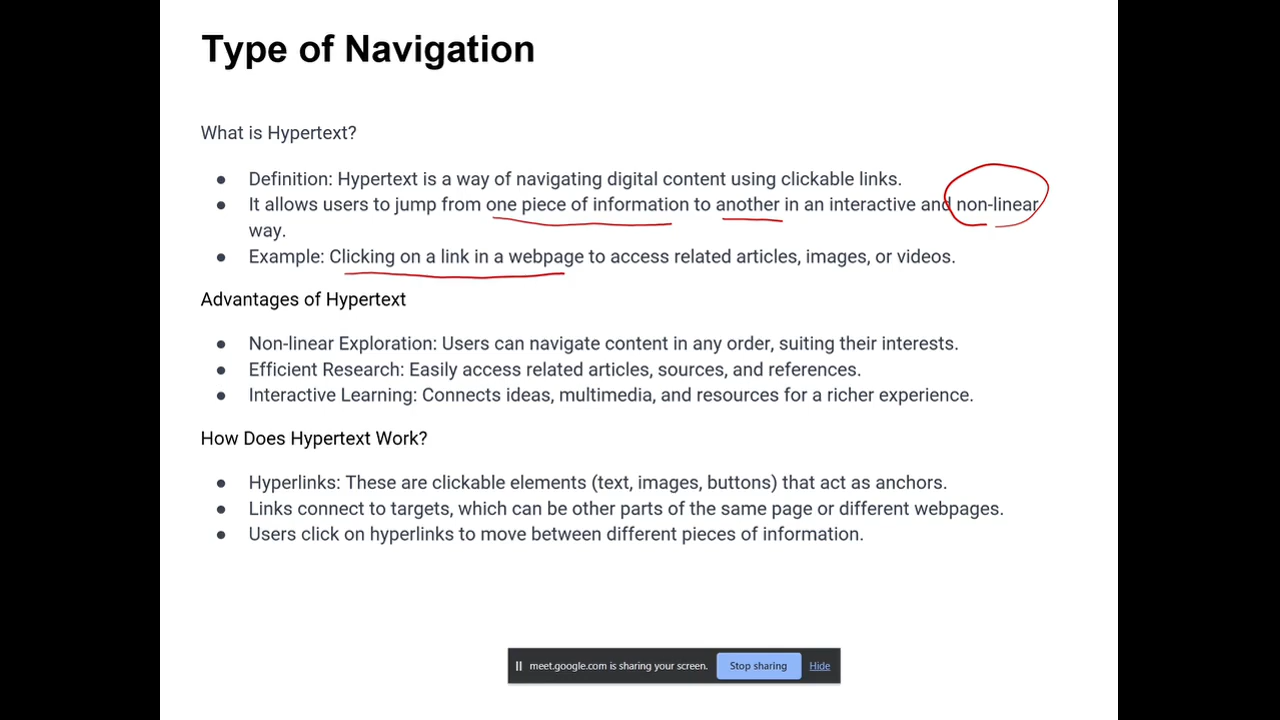 Type of Navigation
What is Hypertext?
● Definition: Hypertext is a way of navigating digital content using clickable links.
● It allows users to jump from one piece of information to another in an interactive and non-linear
way.
● Example: Clicking on a link in a webpage to access related articles, images, or videos.
Advantages of Hypertext
● Non-linear Exploration: Users can navigate content in any order, suiting their interests.
● Efficient Research: Easily access related articles, sources, and references.
● Interactive Learning: Connects ideas, multimedia, and resources for a richer experience.
How Does Hypertext Work?
● Hyperlinks: These are clickable elements (text, images, buttons) that act as anchors.
● Links connect to targets, which can be other parts of the same page or different webpages.
● Users click on hyperlinks to move between different pieces of information.
meet.google.com is sharing your screen. Stop sharing Hide